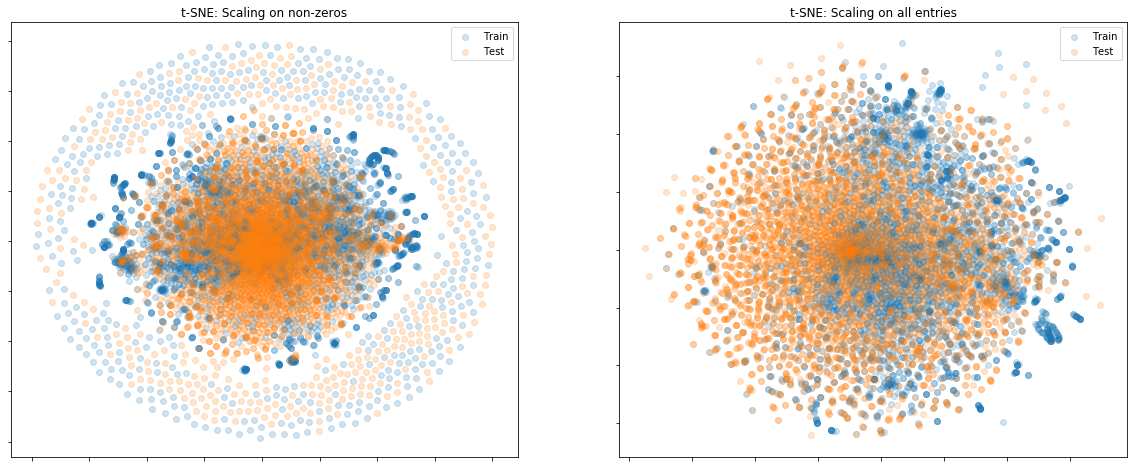 t-SNE: Scaling on non-zeros
Train
Test
t-SNE: Scaling on all entries
Train
Test